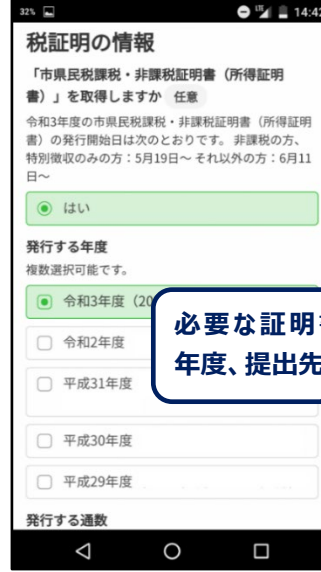 32%
LTE 14:42
税証明の情報
「市県民税課税・非課税証明書（所得証明
書）」を取得しますか 任意
令和3年度の市県民税課税・非課税証明書（所得証明
書）の発行開始日は次のとおりです。 非課税の方、
特別徴収のみの方：5月19日～ それ以外の方：6月11
日～
はい
発行する年度
複数選択可能です。
令和3年度（20
必要な証明
年度、提出先
令和2年度
平成31年度
平成30年度
平成29年度
発行する通数